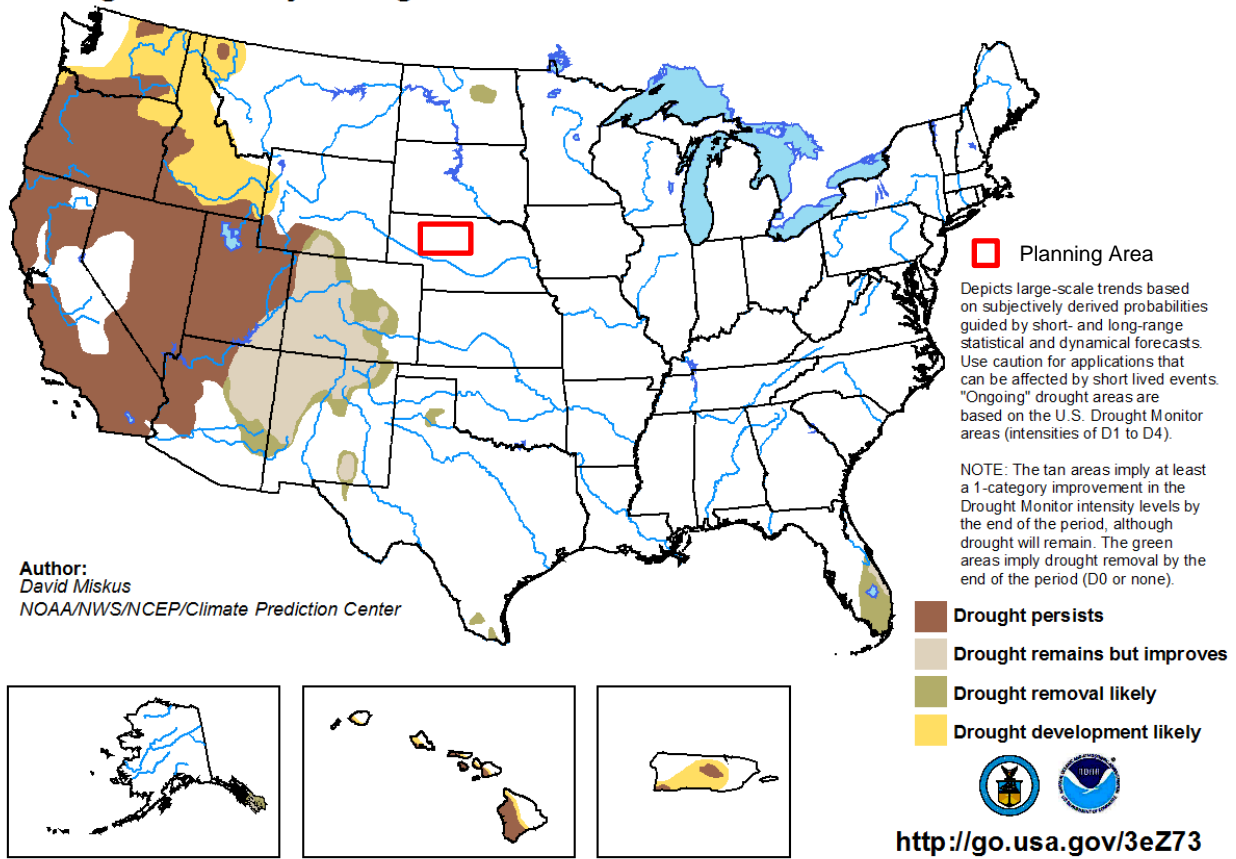 Planning Area
Depicts large-scale trends based
on subjectively derived probabilities
guided by short- and long-range
statistical and dynamical forecasts.
Use caution for applications that
can be affected by short lived events.
"Ongoing" drought areas are
based on the U.S. Drought Monitor
areas (intensities of D1 to D4).
NOTE: The tan areas imply at least
a 1-category improvement in the
Drought Monitor intensity levels by
the end of the period, although
drought will remain. The green
areas imply drought removal by the
end of the period (D0 or none).
Author:
David Miskus
NOAA/NWS/NCEP/Climate Prediction Center
Drought persists
Drought remains but improves
Drought removal likely
Drought development likely
http://go.usa.gov/3eZ73